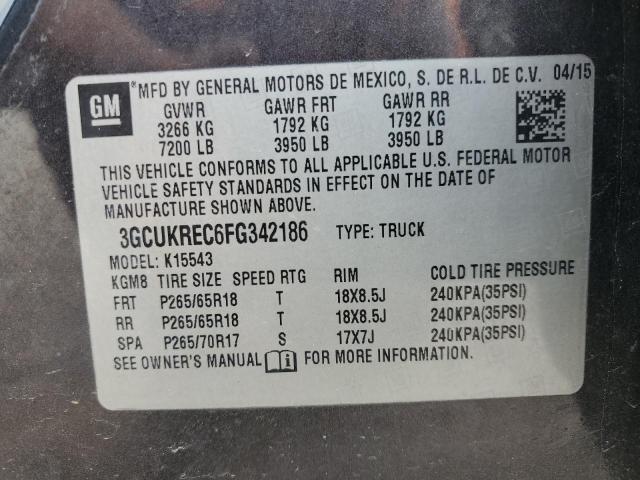 GM
*MFD BY GENERAL MOTORS DE MEXICO, S. DE R.L. DE C.V. 04/15
GVWR GAWR FRT GAWR RR
3266 KG 1792 KG 1792 KG
7200 LB 3950 LB 3950 LB
THIS VEHICLE CONFORMS TO ALL APPLICABLE U.S. FEDERAL MOTOR
VEHICLE SAFETY STANDARDS IN EFFECT ON THE DATE OF
MANUFACTURE SHOWN ABOVE.
3GCUKREC6FG342186 TYPE: TRUCK
MODEL: K15543
KGM8 TIRE SIZE SPEED RTG RIM COLD TIRE PRESSURE
FRT P265/65R18 T 18X8.5J 240KPA(35PSI)
RR P265/65R18 T 18X8.5J 240KPA(35PSI)
SPA P265/70R17 S 17X7J 240KPA(35PSI)
SEE OWNER'S MANUAL FOR MORE INFORMATION.